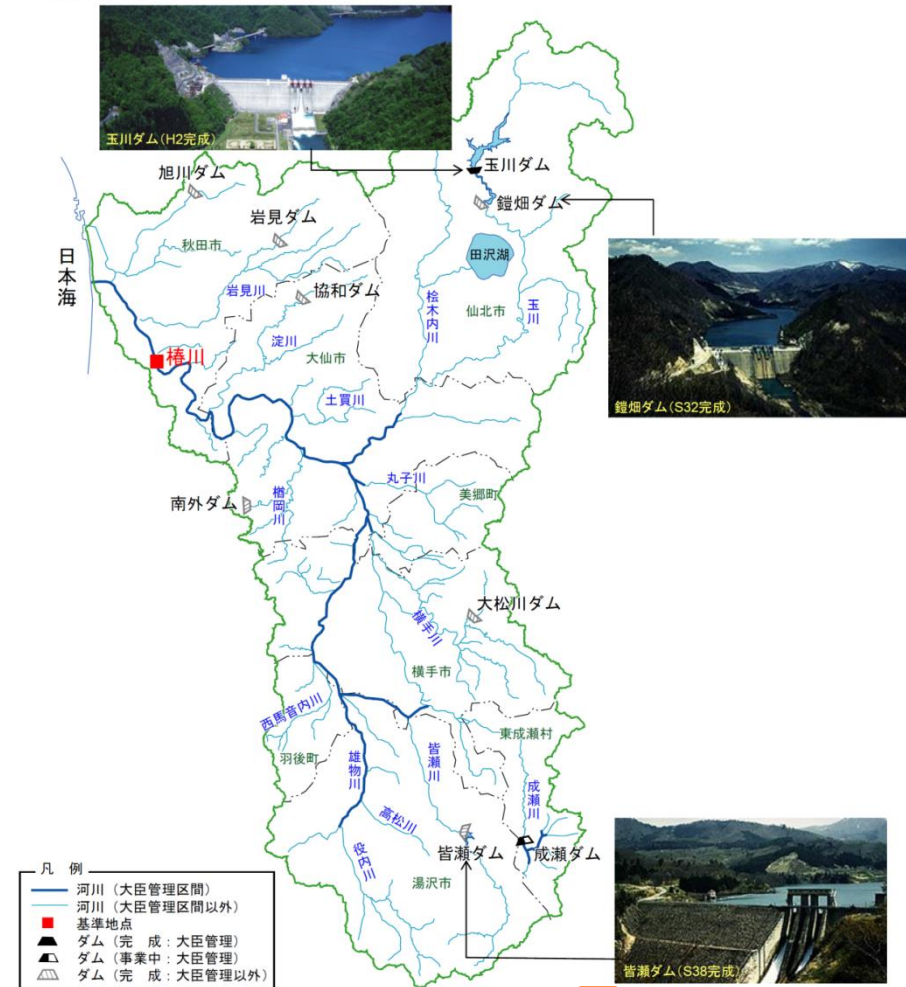 玉川ダム(H2完成)
玉川ダム
旭川ダム
鎧畑ダム
岩見ダム
秋田市
田沢湖
日本海
岩見川
協和ダム
桧木内川
仙北市
玉川
淀川
大仙市
椿川
土買川
鎧畑ダム(S32完成)
丸子川
美郷町
南外ダム
楢岡川
大松川ダム
横手川
横手市
西馬音内川
東成瀬村
羽後町
雄物川
皆瀬川
成瀬川
高松川
皆瀬ダム
成瀬ダム
役内川
湯沢市
皆瀬ダム(S38完成)
凡 例
河川(大臣管理区間)
河川(大臣管理区間以外)
基準地点
ダム(完 成:大臣管理)
ダム(事業中:大臣管理)
ダム(完 成:大臣管理以外)